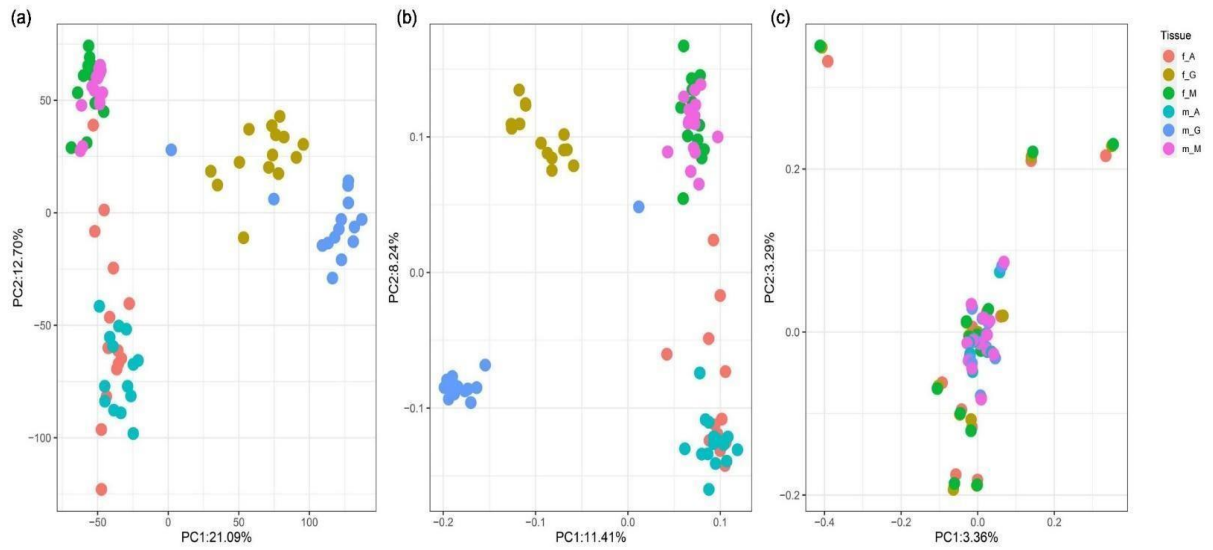 (a)
(b)
(c)
PC2:12.70%
50
0
−50
−100
−50
0
50
100
PC1:21.09%
PC2:8.24%
0.1
0.0
−0.1
−0.2
−0.1
0.0
0.1
PC1:11.41%
PC2:3.29%
0.2
0.0
−0.2
−0.4
−0.2
0.0
0.2
PC1:3.36%
Tissue
f_A
f_G
f_M
m_A
m_G
m_M